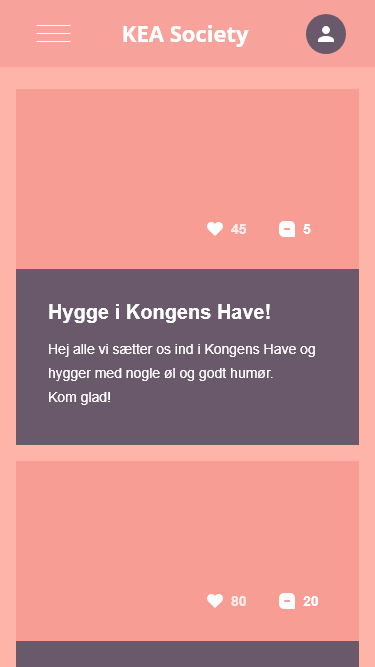 KEA Society
45 5
Hygge i Kongens Have!
Hej alle vi sætter os ind i Kongens Have og
hygger med nogle øl og godt humør.
Kom glad!
80 20